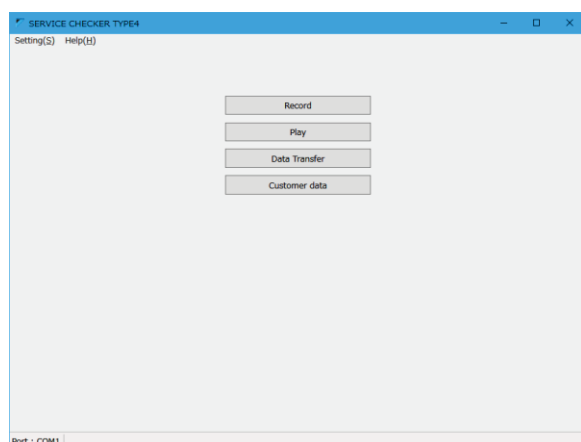 SERVICE CHECKER TYPE4
Setting(S) Help(H)
Record
Play
Data Transfer
Customer data
Port : COM1